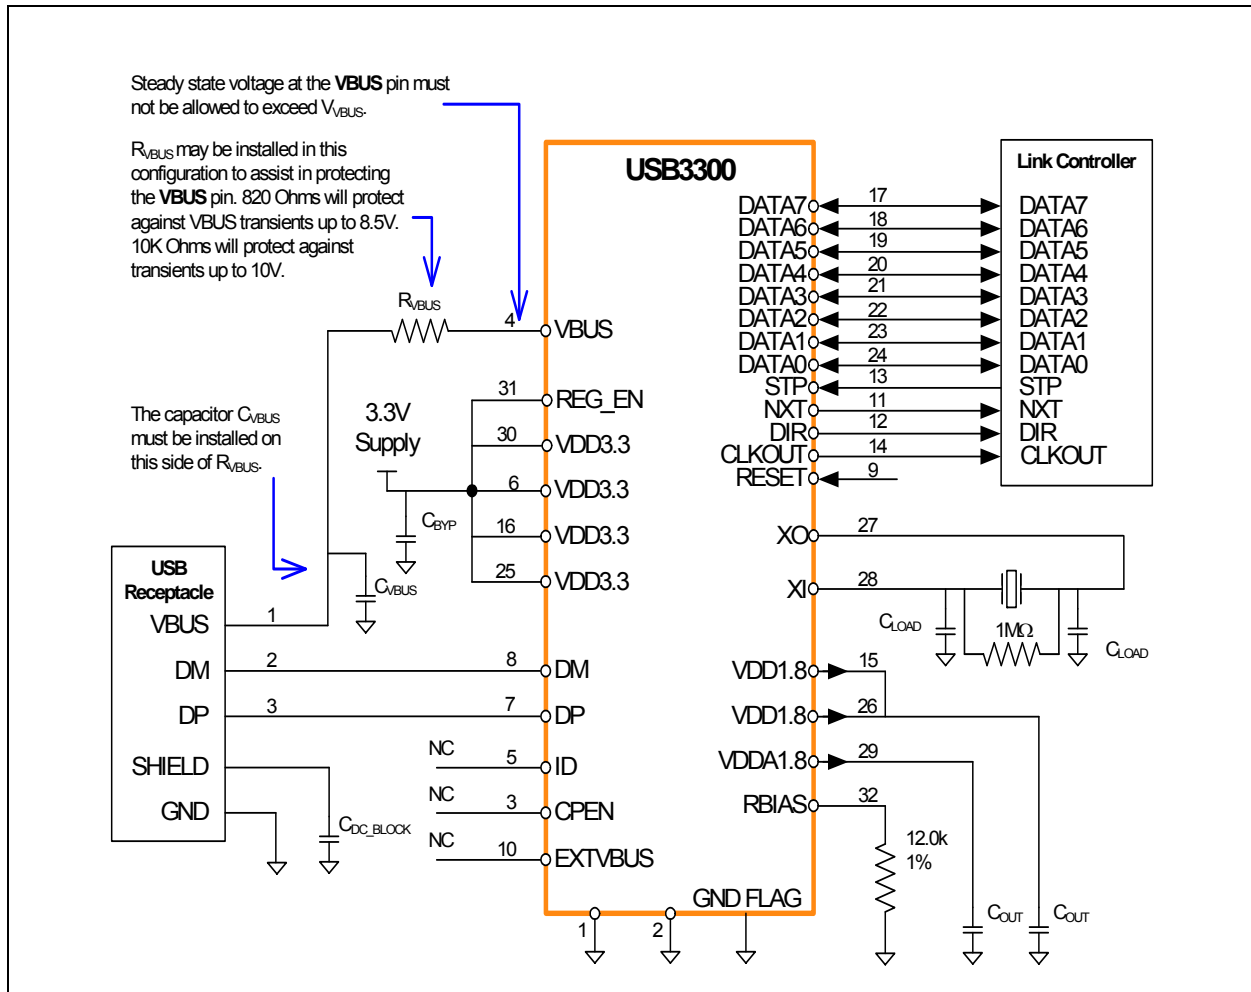 Steady state voltage at the VBUS pin must
not be allowed to exceed VVBUS.
RVBUS may be installed in this
configuration to assist in protecting
the VBUS pin. 820 Ohms will protect
against VBUS transients up to 8.5V.
10K Ohms will protect against
transients up to 10V.
RVBUS
The capacitor CVBUS
must be installed on
this side of RVBUS.
3.3V
Supply
CBYP
CVBUS
USB
Receptacle
VBUS 1
DM 2
DP 3
SHIELD
GND
CDC_BLOCK
USB3300
4 VBUS
31 REG_EN
30 VDD3.3
6 VDD3.3
16 VDD3.3
25 VDD3.3
8 DM
7 DP
NC 5 ID
NC 3 CPEN
NC 10 EXTVBUS
1
2
GND FLAG
Link Controller
DATA7 17 DATA7
DATA6 18 DATA6
DATA5 19 DATA5
DATA4 20 DATA4
DATA3 21 DATA3
DATA2 22 DATA2
DATA1 23 DATA1
DATA0 24 DATA0
STP 13 STP
NXT 11 NXT
DIR 12 DIR
CLKOUT 14 CLKOUT
RESET 9
XO 27
XI 28
CLOAD
1MΩ
CLOAD
VDD1.8 15
VDD1.8 26
VDDA1.8 29
RBIAS 32
12.0k
1%
COUT
COUT